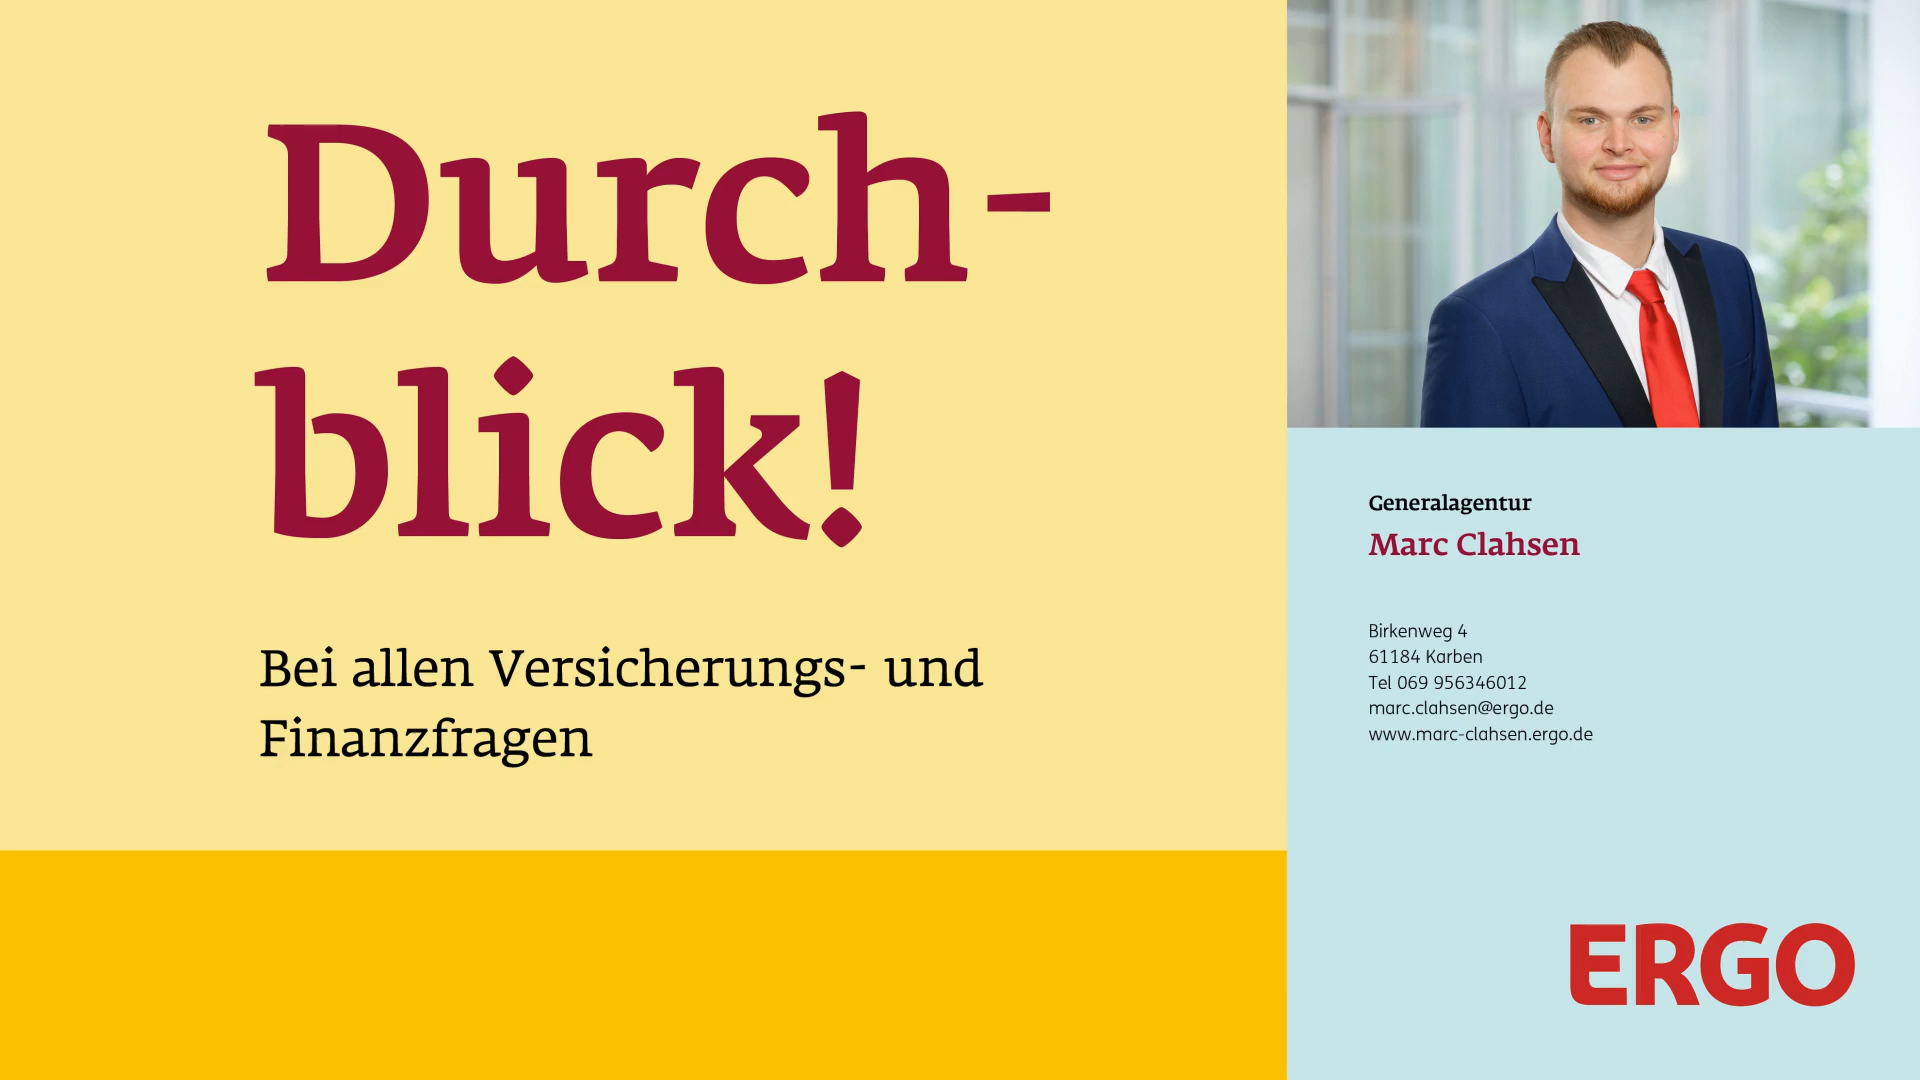 Durch-
blick!
Bei allen Versicherungs- und
Finanzfragen
Generalagentur
Marc Clahsen
Birkenweg 4
61184 Karben
Tel 069 956346012
marc.clahsen@ergo.de
www.marc-clahsen.ergo.de
ERGO